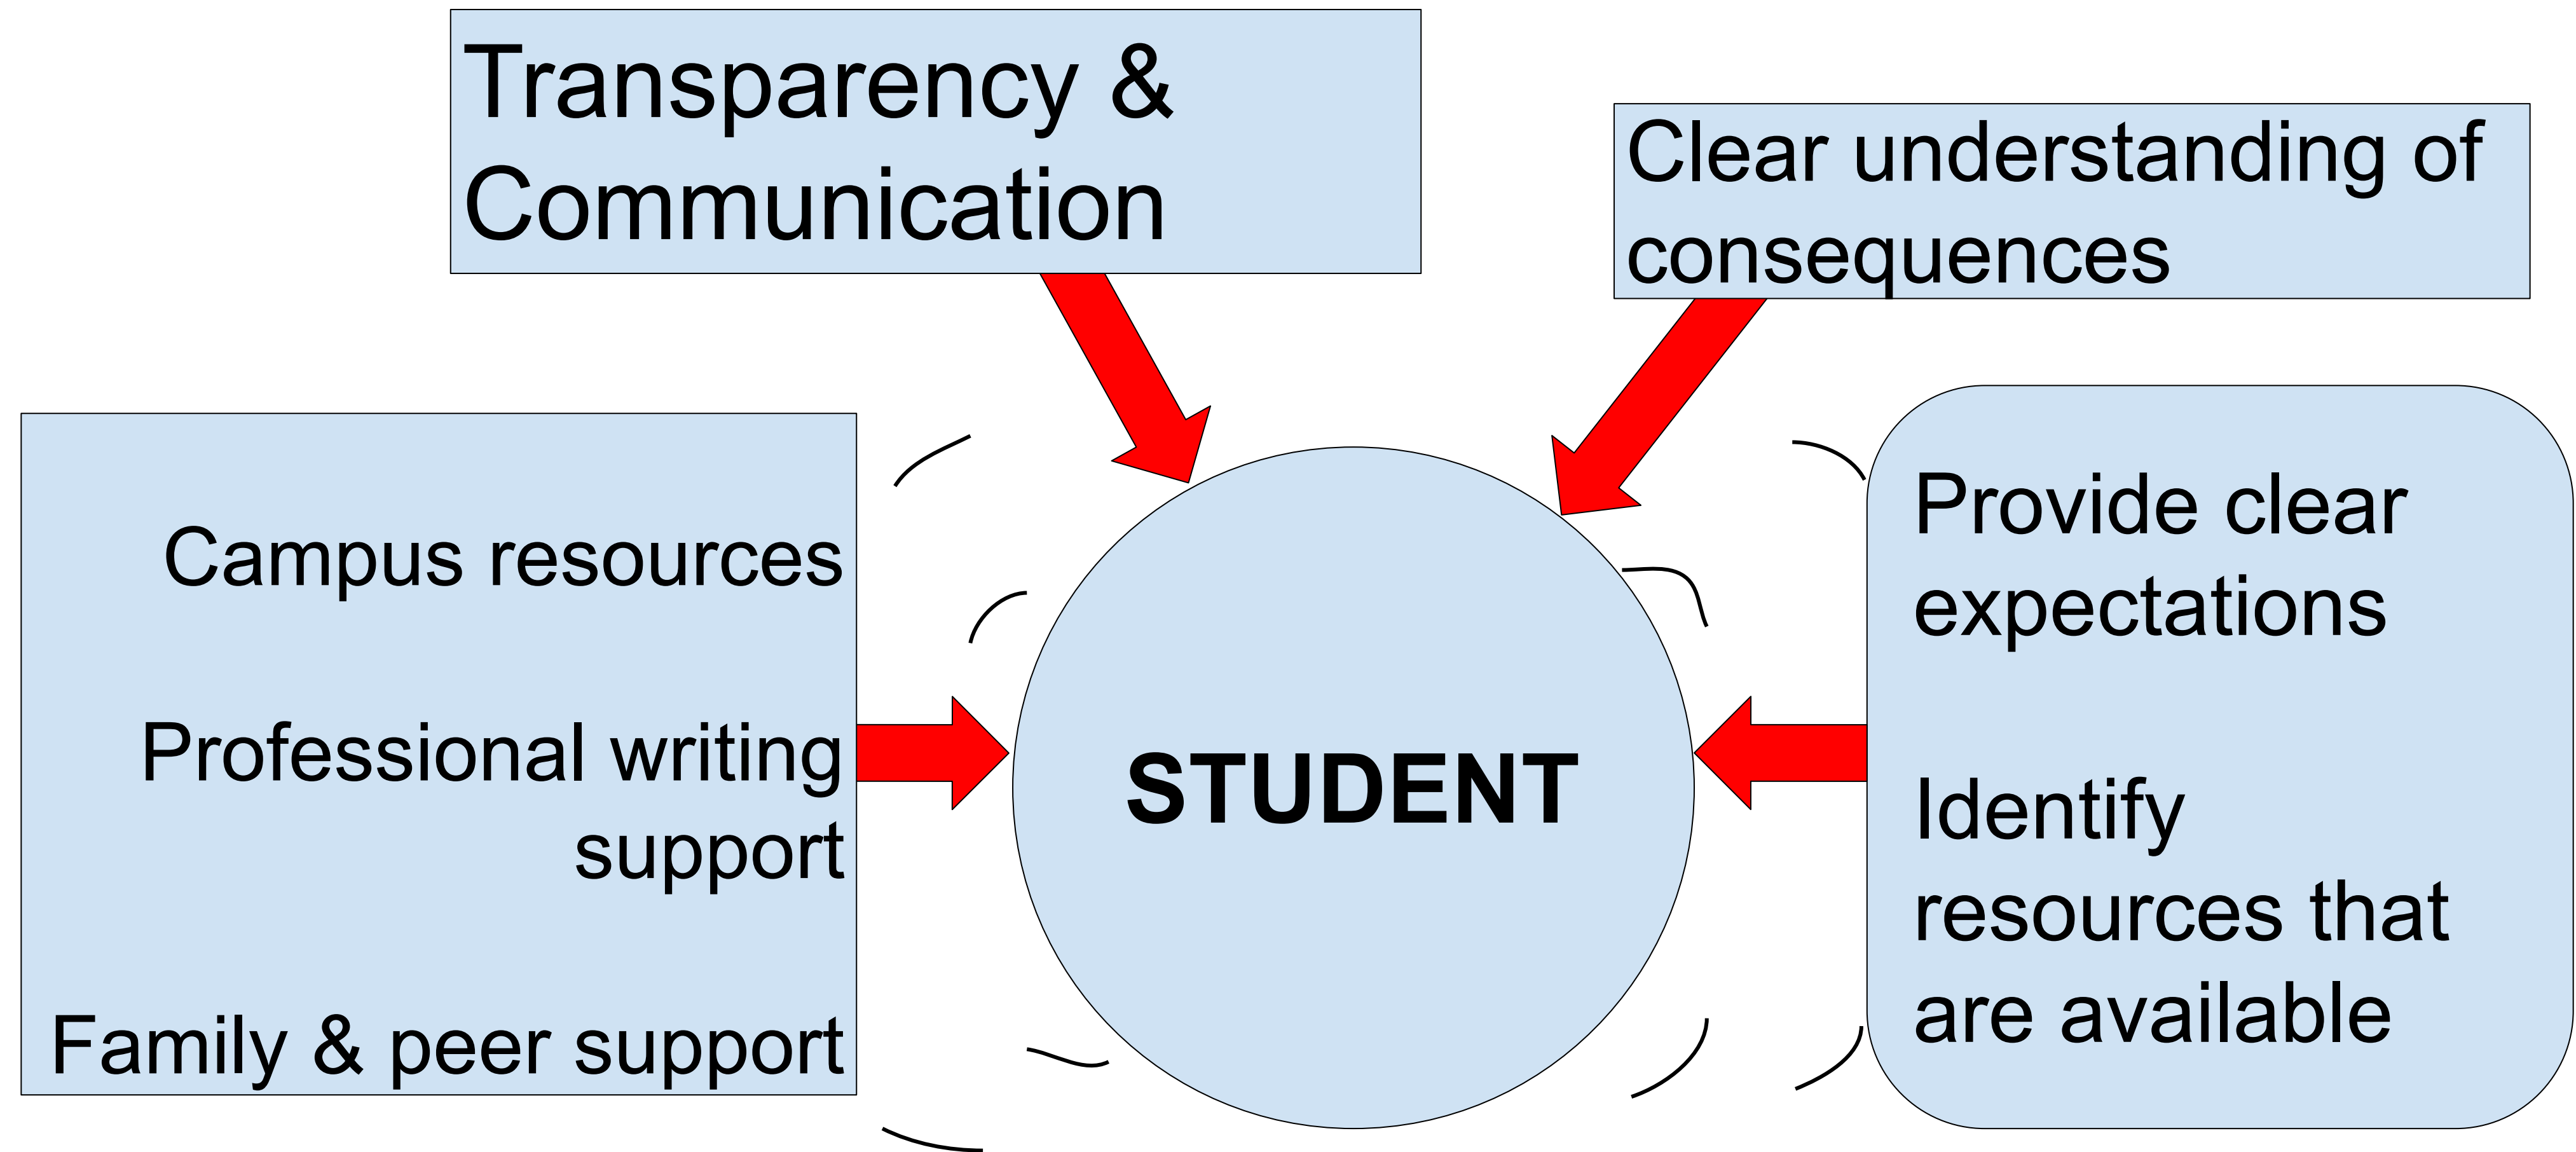 Transparency &
Communication
Clear understanding of
consequences
Campus resources
Professional writing
support
Family & peer support
STUDENT
Provide clear
expectations
Identify
resources that
are available